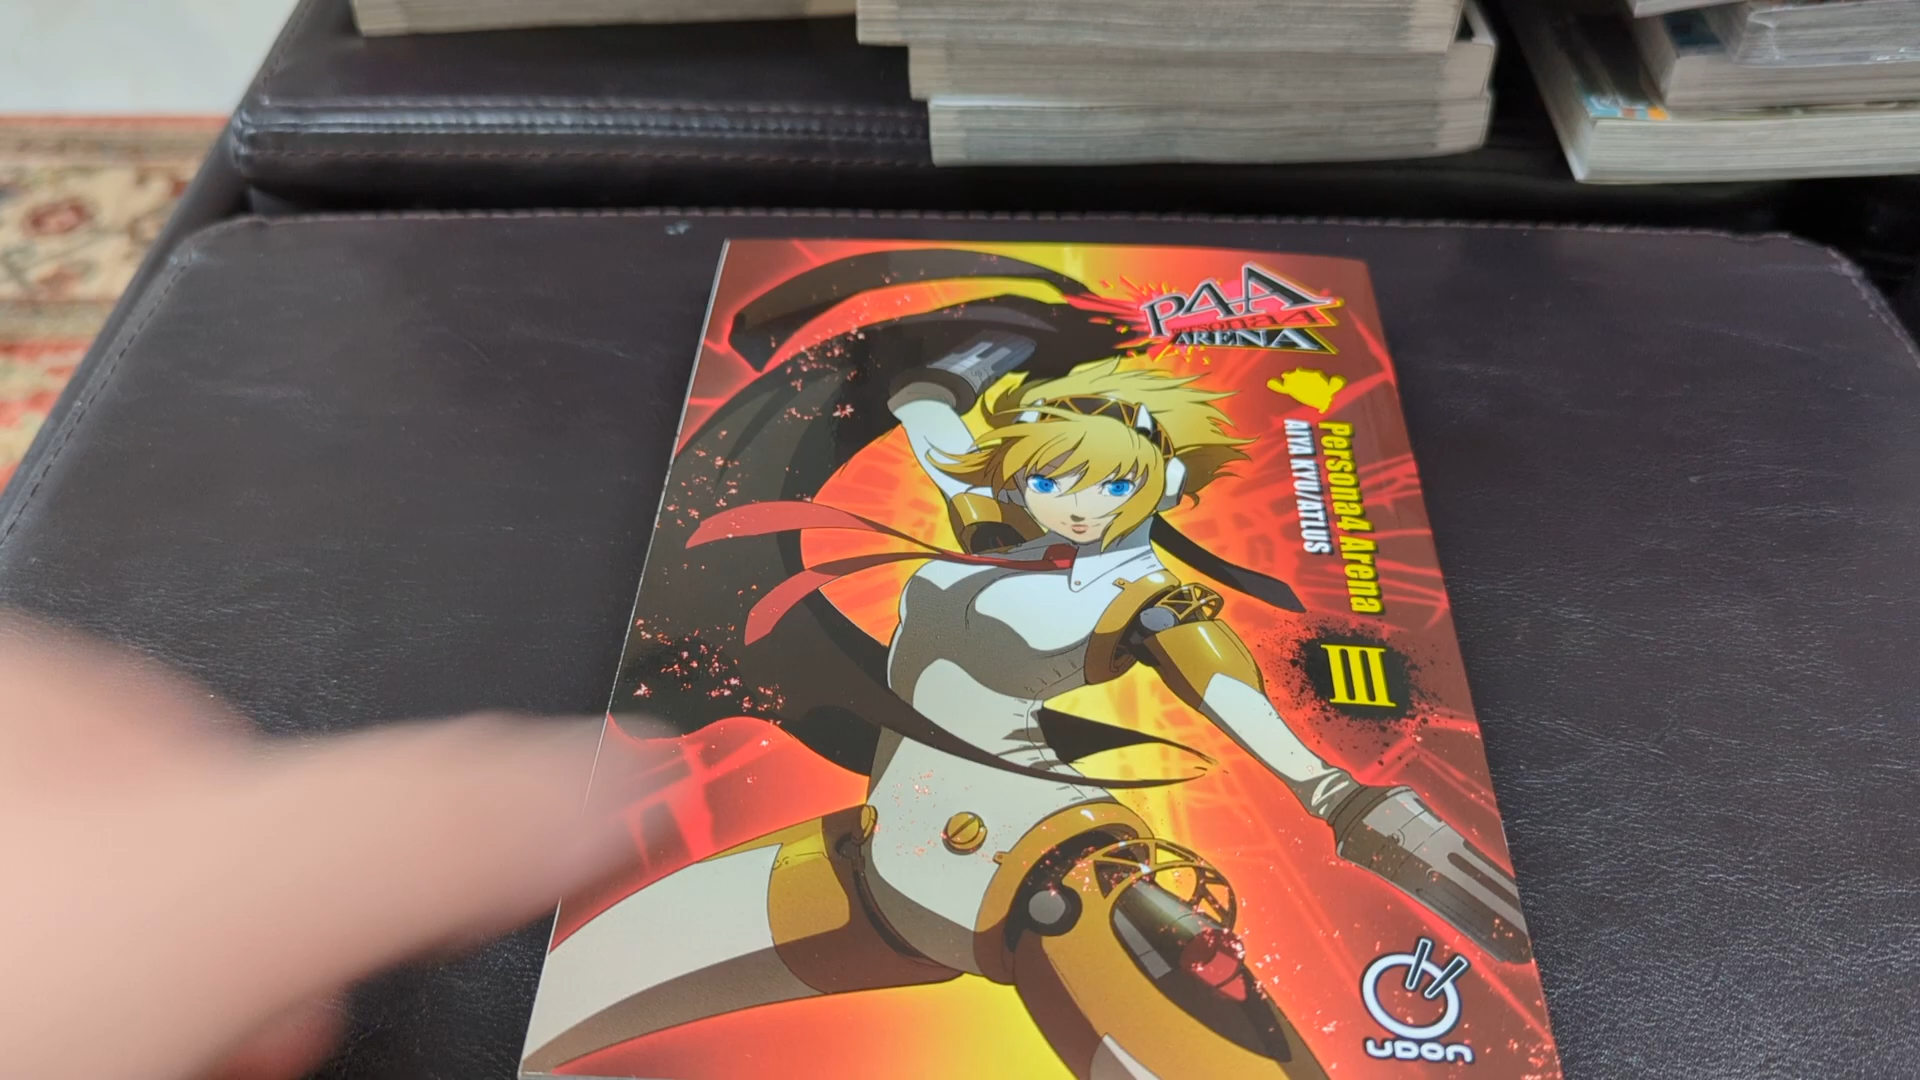 P4A
PERSONA4
ARENA
Persona4 Arena
AIYA KYU/ATLUS
III
UDON